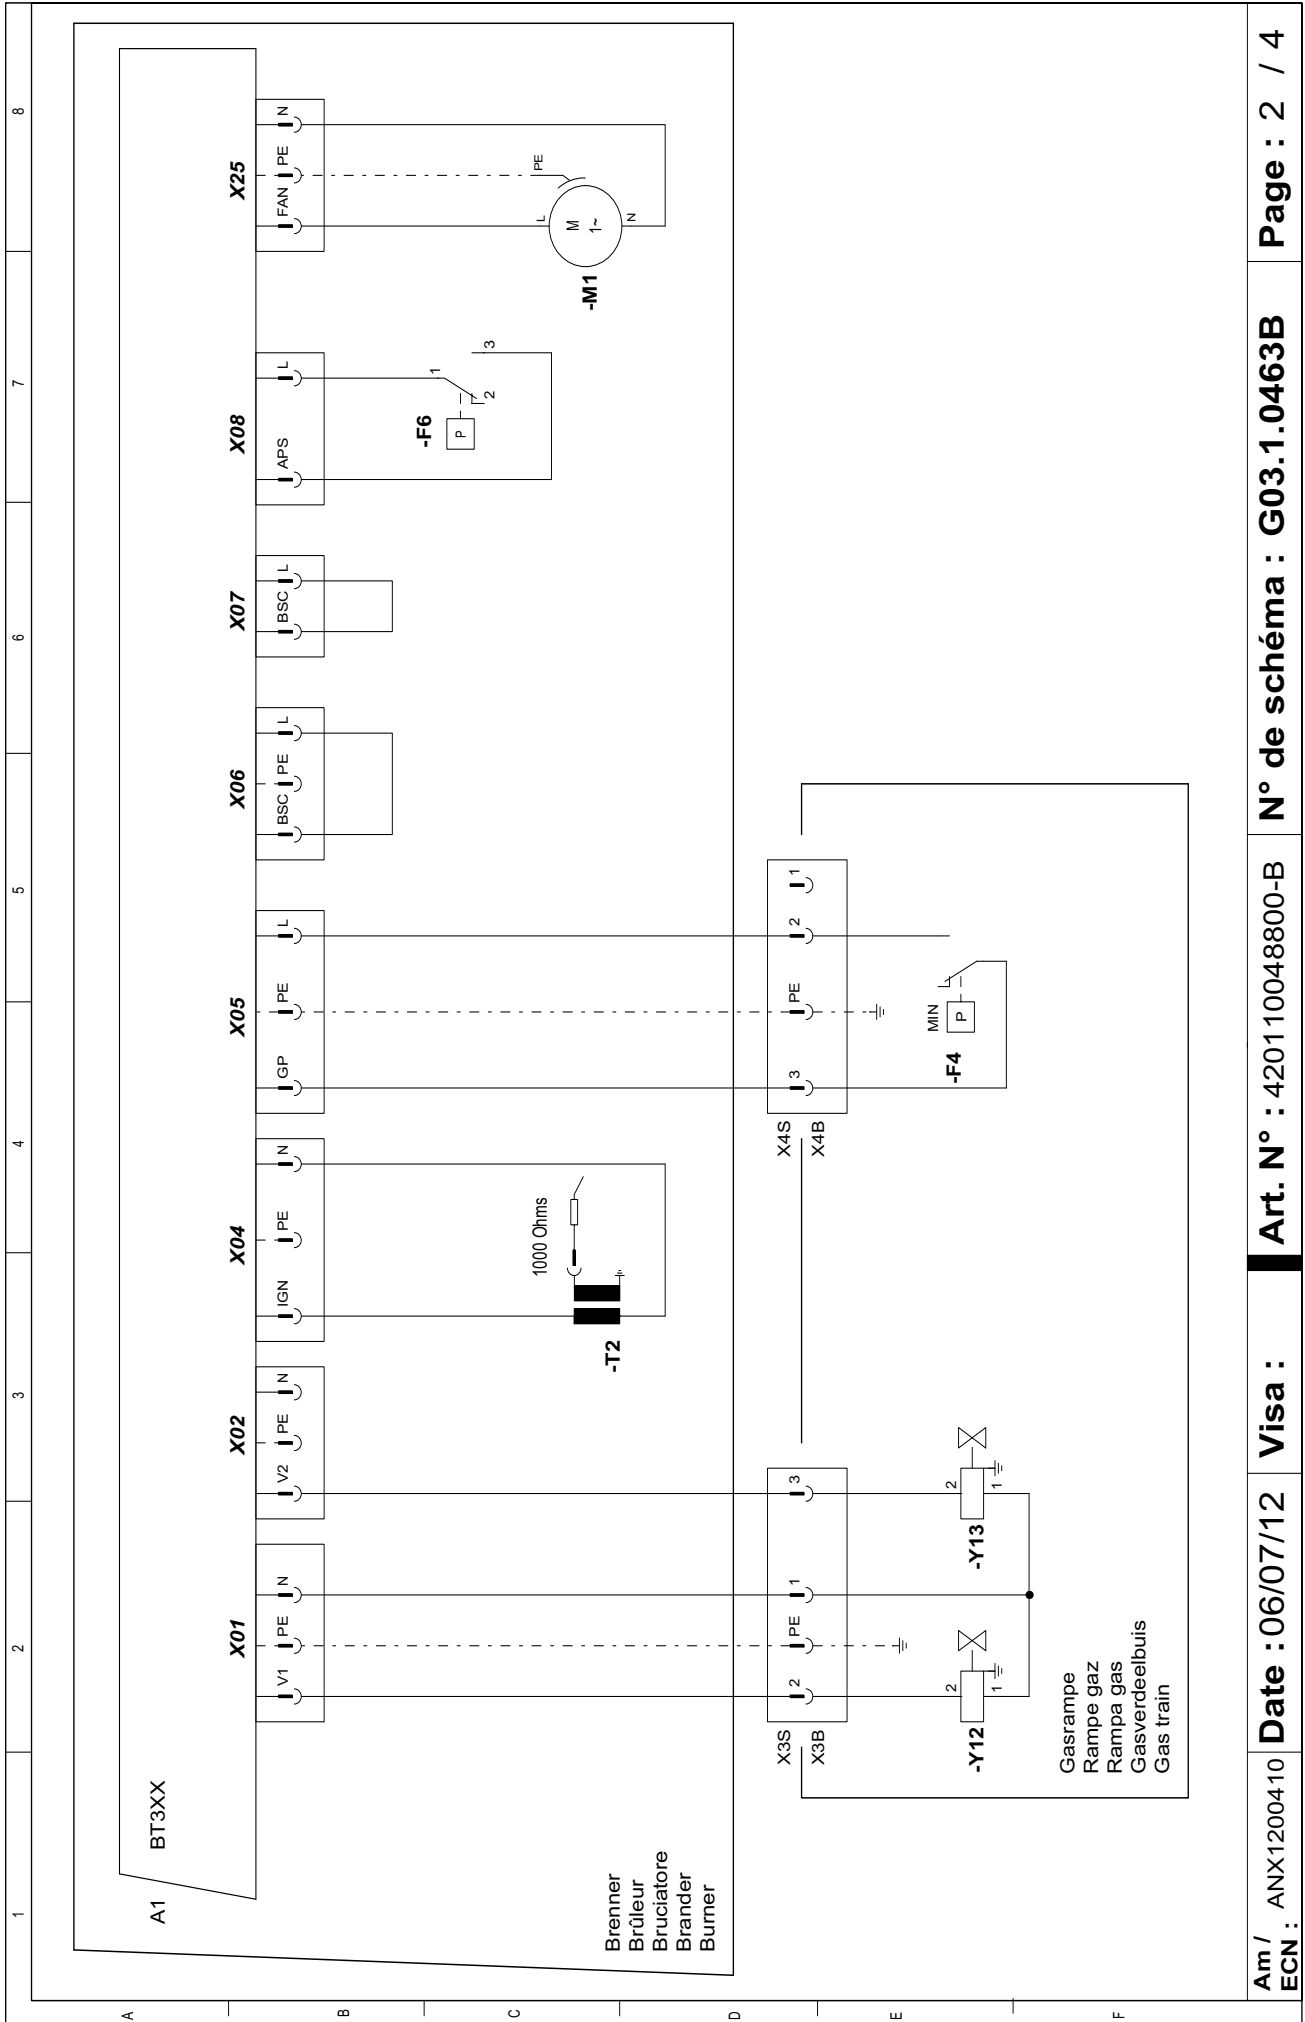 1 2 3 4 5 6 7 8
A
B
C
D
E
F
A1 BT3XX
X01 X02 X04 X05 X06 X07 X08 X25
V1 PE N V2 PE N IGN PE N GP PE L BSC PE L BSC L APS L FAN PE N
-F6
P
1
2
3
L
PE
M
1~
N
-M1
1000 Ohms
-T2
Brenner
Brûleur
Bruciatore
Brander
Burner
X3S
X3B
2 PE 1 3
X4S
X4B
3 PE 2 1
MIN
P
-F4
2
1
-Y12
2
1
-Y13
Gasrampe
Rampe gaz
Rampa gas
Gasverdeelbuis
Gas train
Am /
ECN : ANX1200410 Date :06/07/12 Visa : Art. N° : 420110048800-B N° de schéma : G03.1.0463B Page : 2 / 4